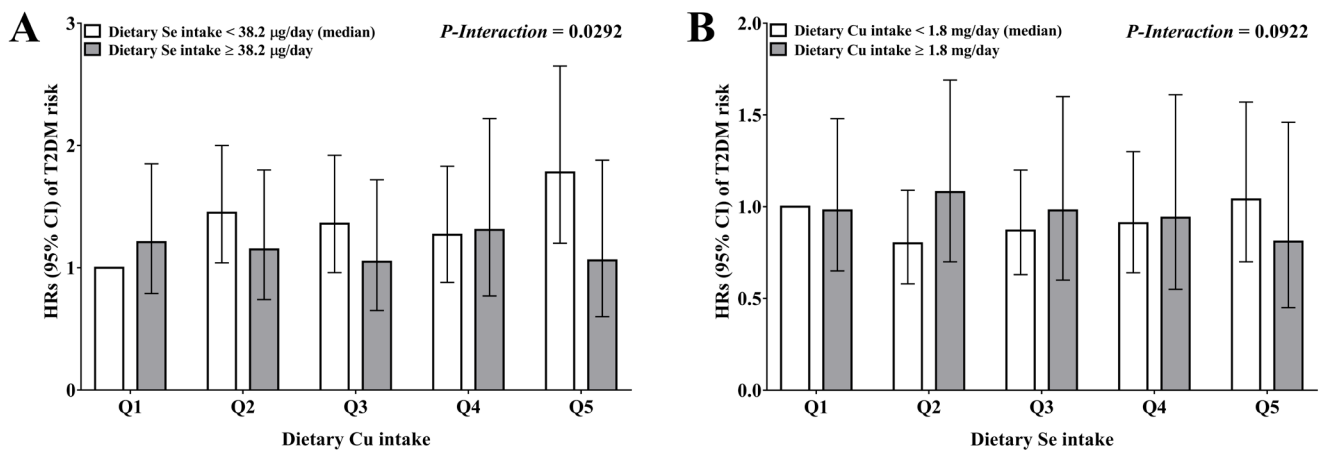 A
Dietary Se intake < 38.2 μg/day (median)
Dietary Se intake ≥ 38.2 μg/day
P-Interaction = 0.0292
HRs (95% CI) of T2DM risk
3
2
1
0
Q1 Q2 Q3 Q4 Q5
Dietary Cu intake
B
Dietary Cu intake < 1.8 mg/day (median)
Dietary Cu intake ≥ 1.8 mg/day
P-Interaction = 0.0922
HRs (95% CI) of T2DM risk
2.0
1.5
1.0
0.5
0.0
Q1 Q2 Q3 Q4 Q5
Dietary Se intake